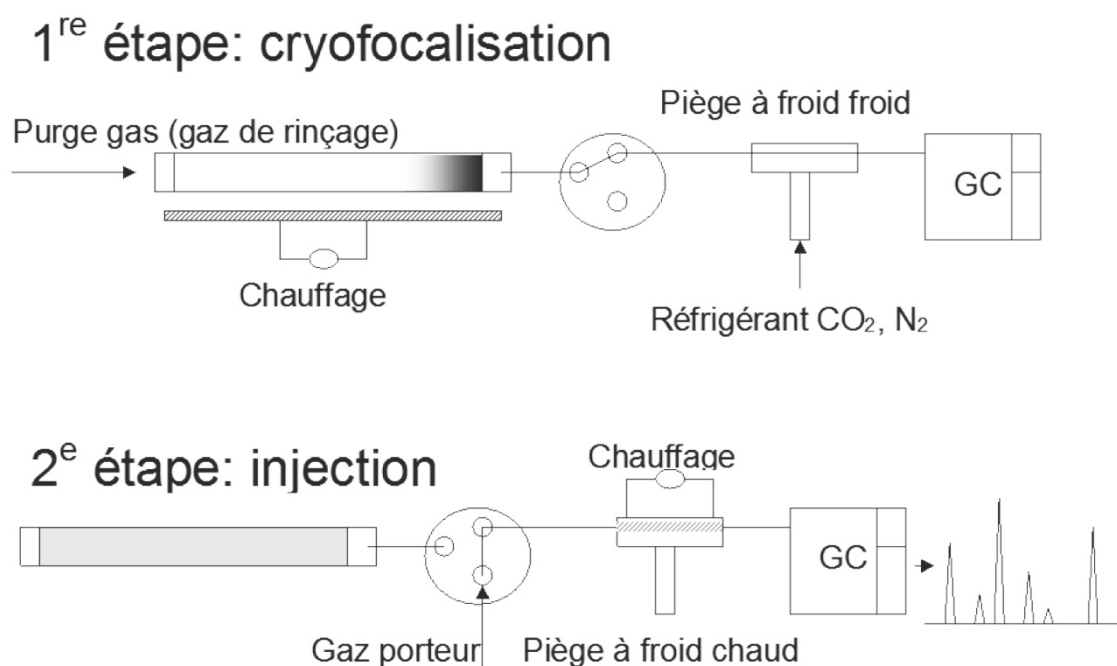 1re étape: cryofocalisation
Piège à froid froid
Purge gas (gaz de rinçage)
GC
Chauffage
Réfrigérant CO2, N2
2e étape: injection
Chauffage
GC
Gaz porteur
Piège à froid chaud